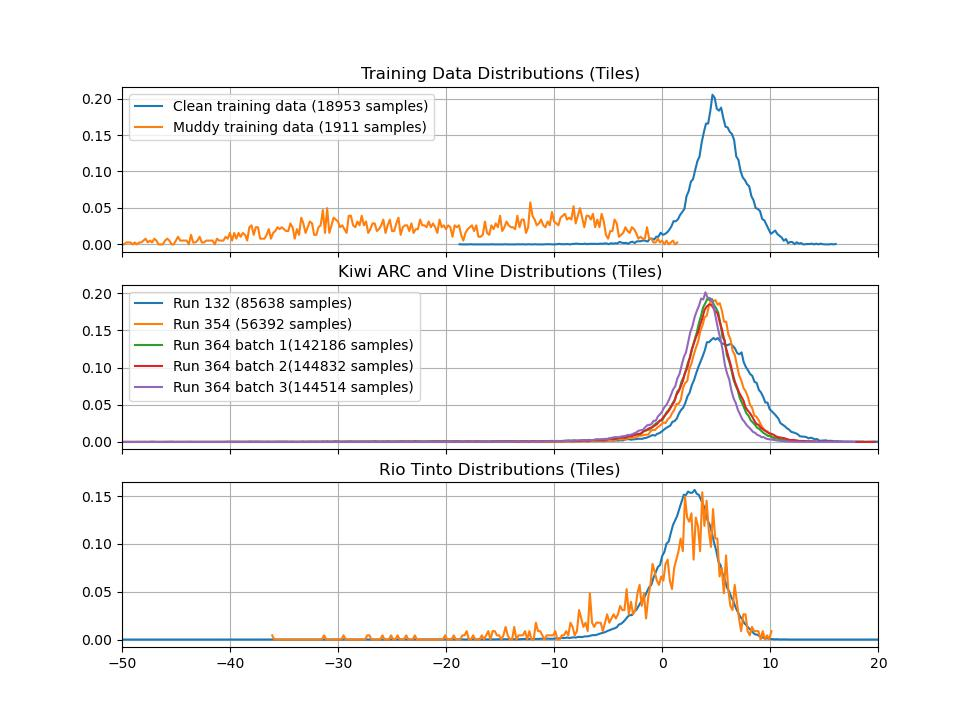 Training Data Distributions (Tiles)
0.20
0.15
0.10
0.05
0.00
Clean training data (18953 samples)
Muddy training data (1911 samples)
Kiwi ARC and Vline Distributions (Tiles)
0.20
0.15
0.10
0.05
0.00
Run 132 (85638 samples)
Run 354 (56392 samples)
Run 364 batch 1(142186 samples)
Run 364 batch 2(144832 samples)
Run 364 batch 3(144514 samples)
Rio Tinto Distributions (Tiles)
0.15
0.10
0.05
0.00
−50 −40 −30 −20 −10 0 10 20